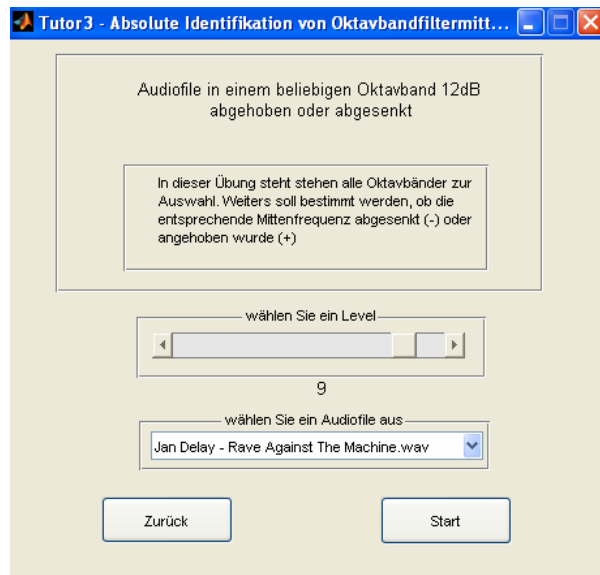 Tutor3 - Absolute Identifikation von Oktavbandfiltermitt...
Audiofile in einem beliebigen Oktavband 12dB
abgehoben oder abgesenkt
In dieser Übung steht stehen alle Oktavbänder zur
Auswahl. Weiters soll bestimmt werden, ob die
entsprechende Mittenfrequenz abgesenkt (-) oder
angehoben wurde (+)
wählen Sie ein Level
9
wählen Sie ein Audiofile aus
Jan Delay - Rave Against The Machine.wav
Zurück
Start